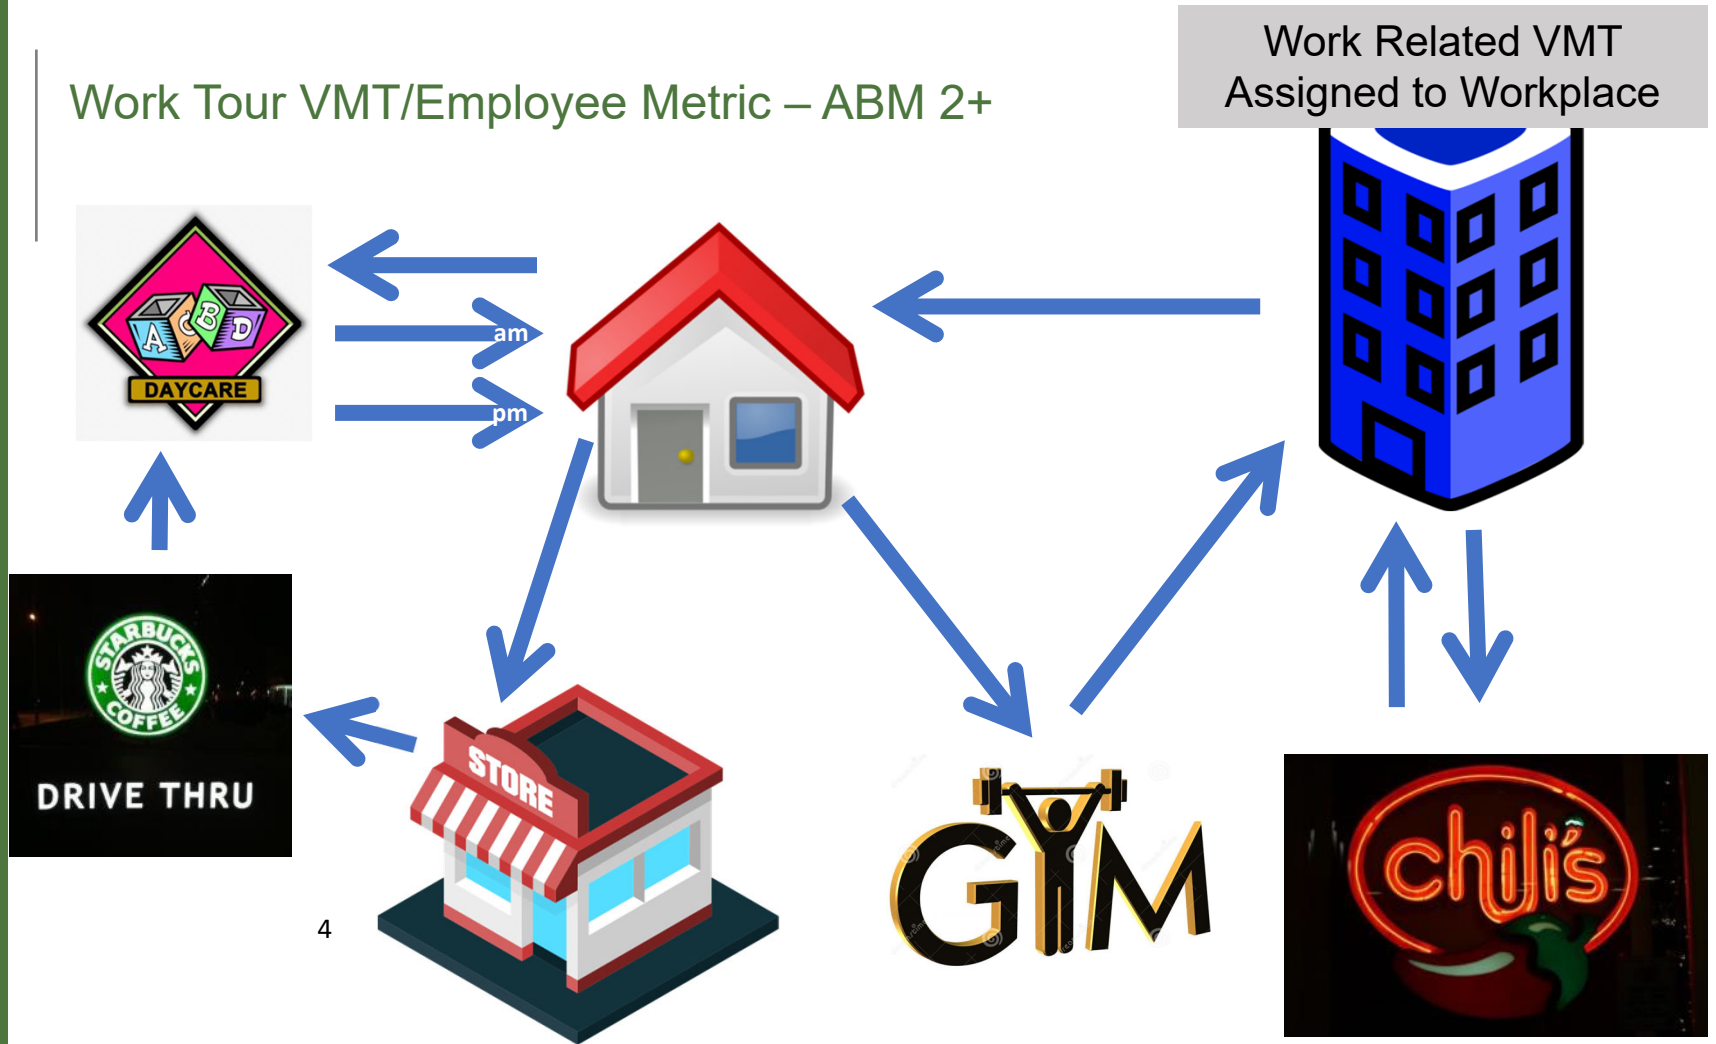 Work Related VMT
Assigned to Workplace
Work Tour VMT/Employee Metric – ABM 2+
A C B D
DAYCARE
am
pm
STARBUCKS
COFFEE
DRIVE THRU
STORE
GYM
chili's
4